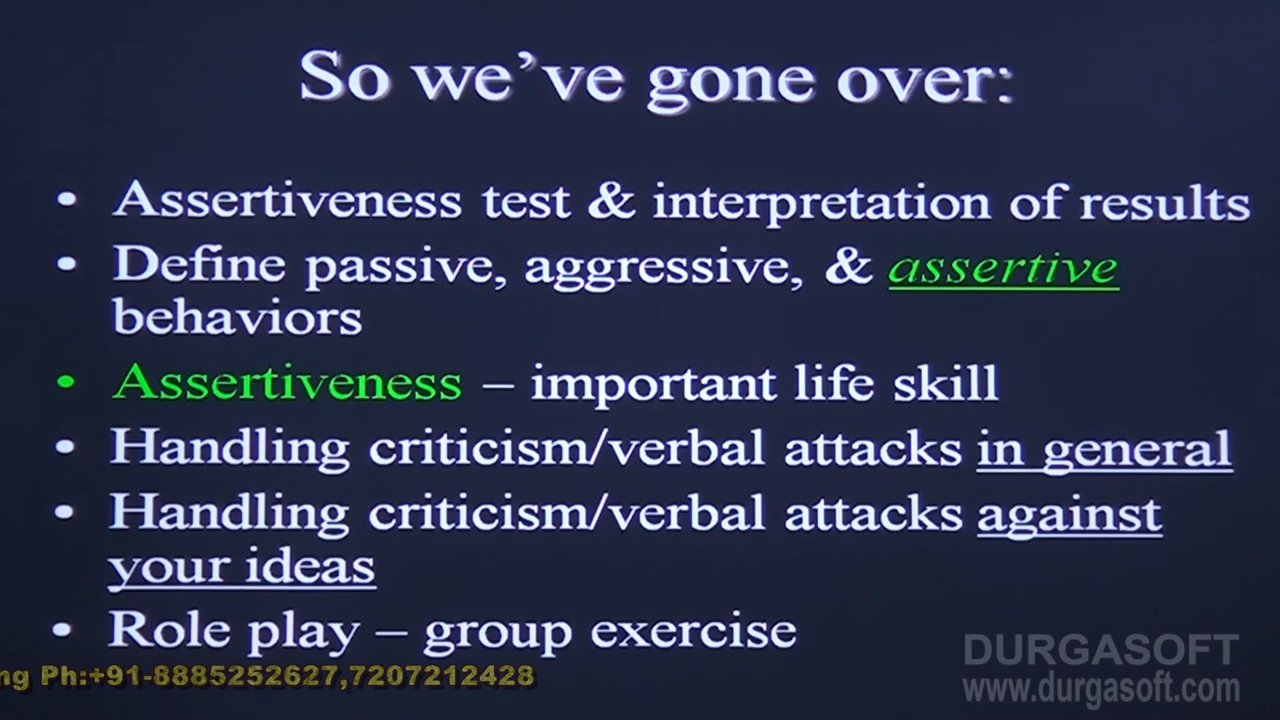 So we’ve gone over:
• Assertiveness test & interpretation of results
• Define passive, aggressive, & assertive
behaviors
• Assertiveness – important life skill
• Handling criticism/verbal attacks in general
• Handling criticism/verbal attacks against
your ideas
• Role play – group exercise
ng Ph:+91-8885252627,7207212428
DURGASOFT
www.durgasoft.com